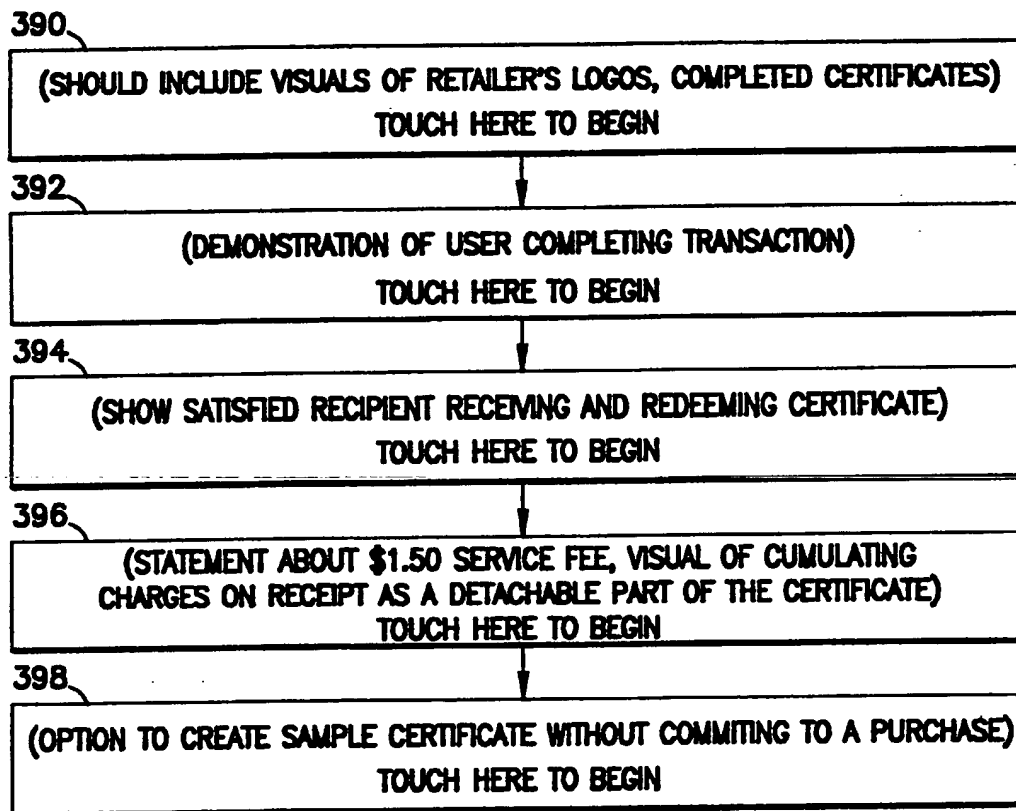 390
(SHOULD INCLUDE VISUALS OF RETAILER'S LOGOS, COMPLETED CERTIFICATES)
TOUCH HERE TO BEGIN
392
(DEMONSTRATION OF USER COMPLETING TRANSACTION)
TOUCH HERE TO BEGIN
394
(SHOW SATISFIED RECIPIENT RECEIVING AND REDEEMING CERTIFICATE)
TOUCH HERE TO BEGIN
396
(STATEMENT ABOUT $1.50 SERVICE FEE, VISUAL OF CUMULATING
CHARGES ON RECEIPT AS A DETACHABLE PART OF THE CERTIFICATE)
TOUCH HERE TO BEGIN
398
(OPTION TO CREATE SAMPLE CERTIFICATE WITHOUT COMMITING TO A PURCHASE)
TOUCH HERE TO BEGIN